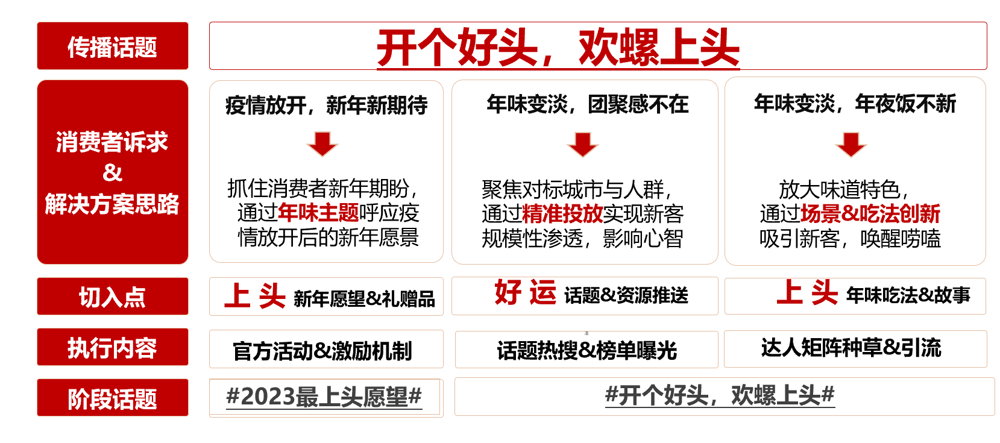 传播话题
开个好头，欢螺上头
消费者诉求
&
解决方案思路
疫情放开，新年新期待
抓住消费者新年期盼，
通过年味主题呼应疫
情放开后的新年愿景
年味变淡，团聚感不在
聚焦对标城市与人群，
通过精准投放实现新客
规模性渗透，影响心智
年味变淡，年夜饭不新
放大味道特色，
通过场景&吃法创新
吸引新客，唤醒唠嗑
切入点
上 头 新年愿望&礼赠品
好 运 话题&资源推送
上 头 年味吃法&故事
执行内容
官方活动&激励机制
话题热搜&榜单曝光
达人矩阵种草&引流
阶段话题
#2023最上头愿望#
#开个好头，欢螺上头#